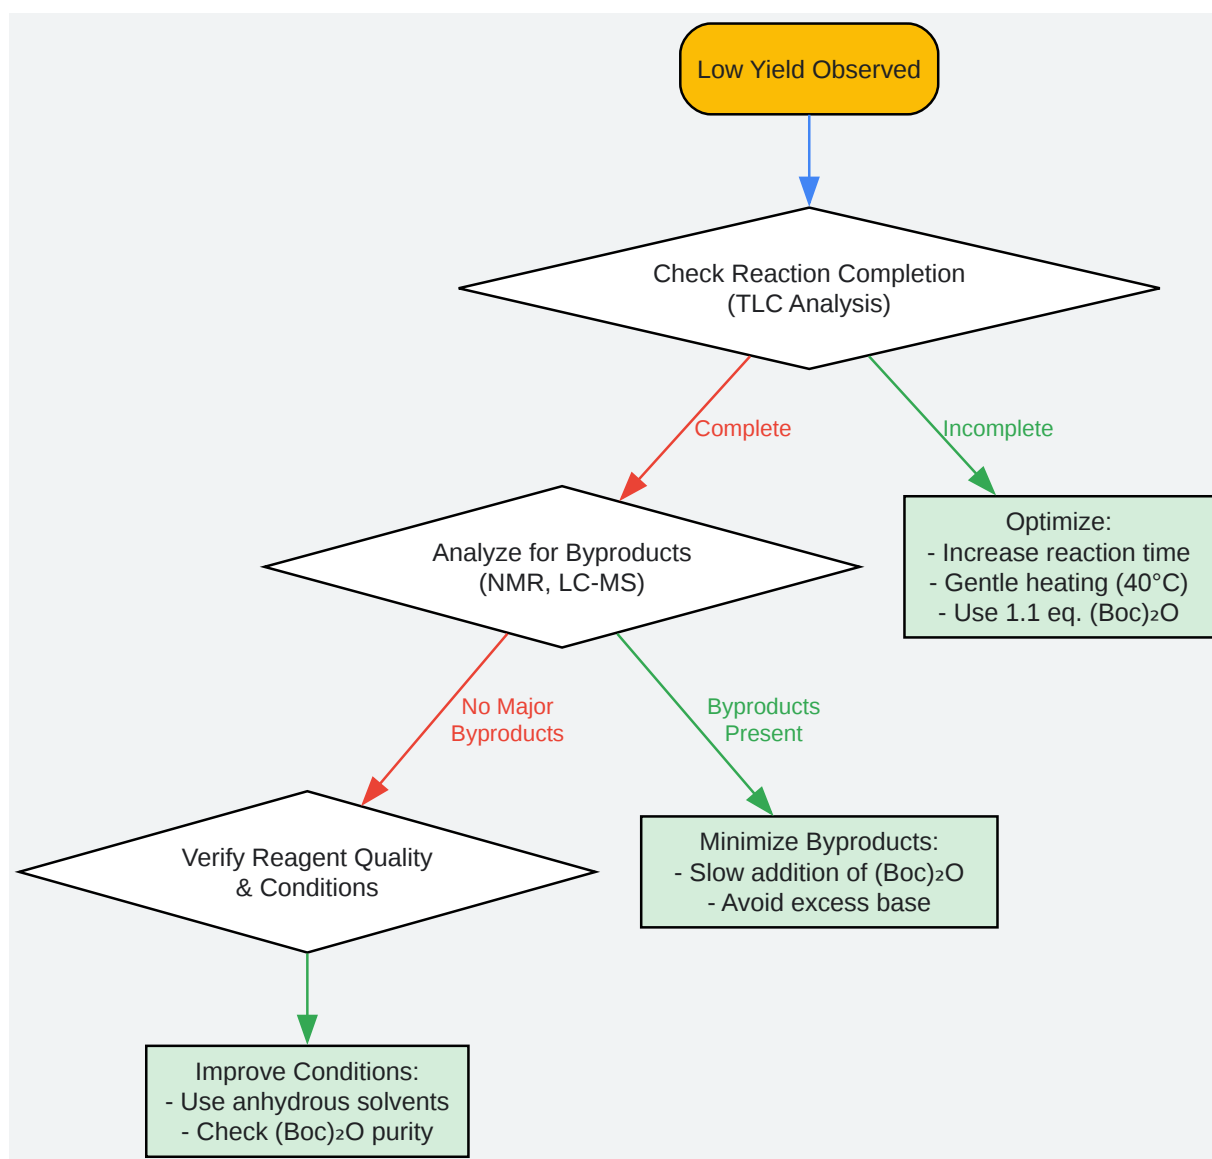 Low Yield Observed
Check Reaction Completion
(TLC Analysis)
Complete
Incomplete
Optimize:
- Increase reaction time
- Gentle heating (40°C)
- Use 1.1 eq. (Boc)₂O
Analyze for Byproducts
(NMR, LC-MS)
No Major
Byproducts
Byproducts
Present
Minimize Byproducts:
- Slow addition of (Boc)₂O
- Avoid excess base
Verify Reagent Quality
& Conditions
Improve Conditions:
- Use anhydrous solvents
- Check (Boc)₂O purity